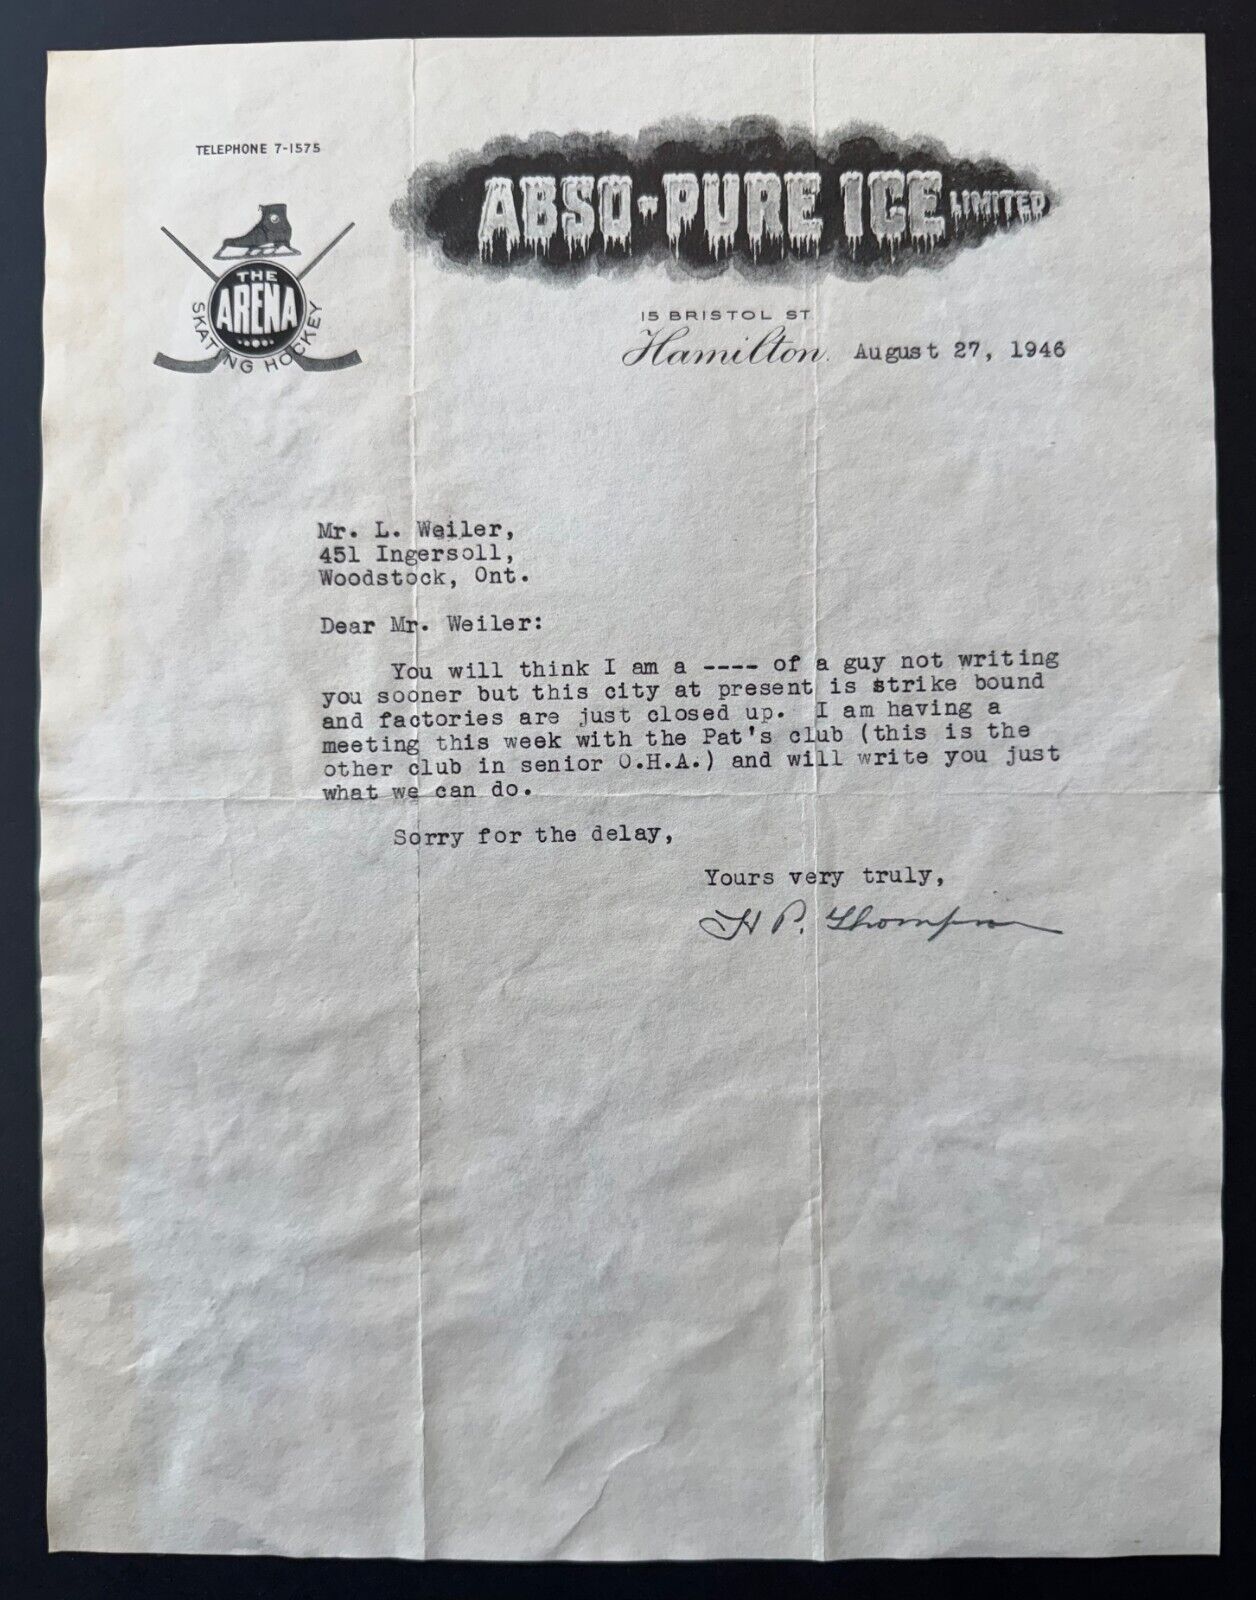 TELEPHONE 7-1575
ABSO-PURE ICE LIMITED
THE
ARENA
SKATING HOCKEY
15 BRISTOL ST
Hamilton. August 27, 1946
Mr. L. Weiler,
451 Ingersoll,
Woodstock, Ont.
Dear Mr. Weiler:
You will think I am a ---- of a guy not writing
you sooner but this city at present is strike bound
and factories are just closed up. I am having a
meeting this week with the Pat's club (this is the
other club in senior O.H.A.) and will write you just
what we can do.
Sorry for the delay,
Yours very truly,
H P. Thompson